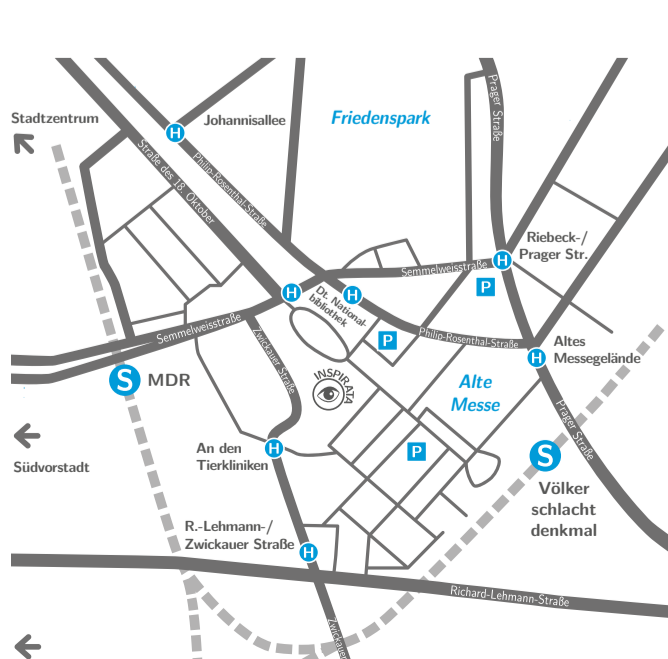 Stadtzentrum
Johannisallee
Friedenspark
Prager Straße
H
Straße des 18. Oktober
Philip-Rosenthal-Straße
Riebeck-/
Prager Str.
H
Semmelweisstraße
P
H
H
Dt. National-
bibliothek
Semmelweisstraße
Zwickauer Straße
Philip-Rosenthal-Straße
P
Altes
Messegelände
H
S
MDR
INSPIRATA
Alte
Messe
Prager Straße
Südvorstadt
An den
Tierkliniken
H
P
S
Völker
schlacht
denkmal
R.-Lehmann-/
Zwickauer Straße
H
Richard-Lehmann-Straße
Zwickauer